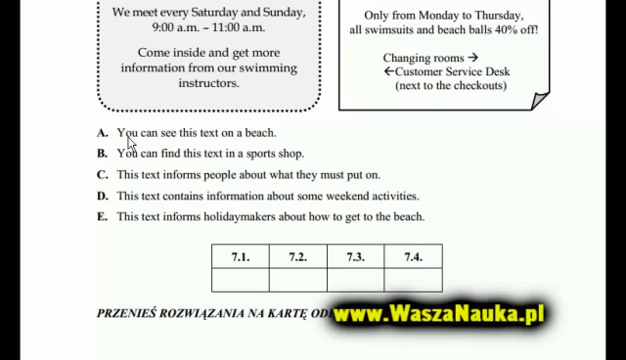 We meet every Saturday and Sunday,
9:00 a.m. – 11:00 a.m.
Come inside and get more
information from our swimming
instructors.
Only from Monday to Thursday,
all swimsuits and beach balls 40% off!
Changing rooms →
←Customer Service Desk
(next to the checkouts)
A. You can see this text on a beach.
B. You can find this text in a sports shop.
C. This text informs people about what they must put on.
D. This text contains information about some weekend activities.
E. This text informs holidaymakers about how to get to the beach.
7.1. 7.2. 7.3. 7.4.
PRZENIEŚ ROZWIĄZANIA NA KARTĘ
www.WaszaNauka.pl